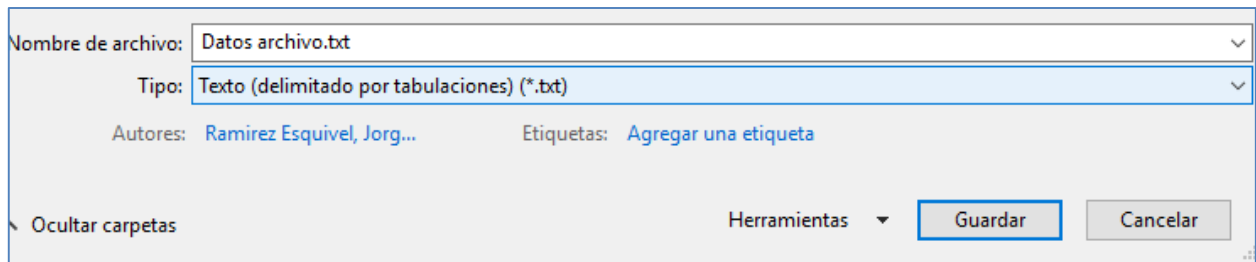 Nombre de archivo: Datos archivo.txt
Tipo: Texto (delimitado por tabulaciones) (*.txt)
Autores: Ramirez Esquivel, Jorg... Etiquetas: Agregar una etiqueta
Ocultar carpetas Herramientas Guardar Cancelar